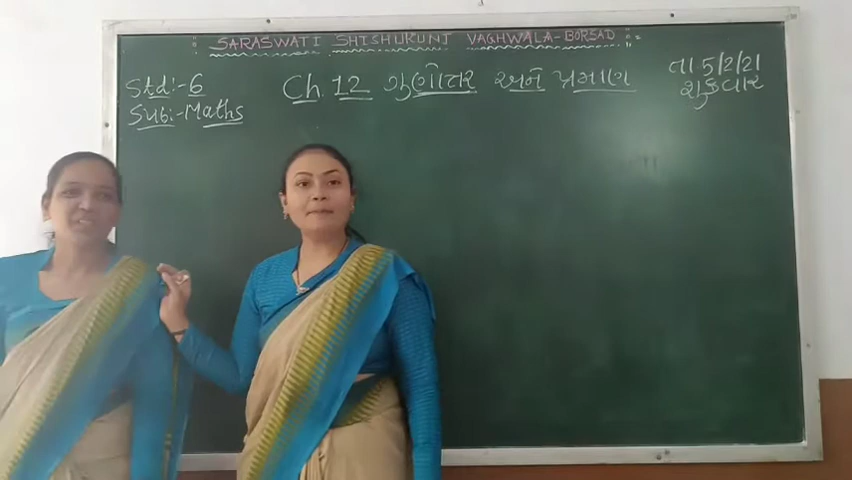 SARASWATI SHISHUKUNJ VAGHWALA-BORSAD
Std:-6
Sub:-Maths
Ch. 12 ગુણોત્તર અને પ્રમાણ
તા 5/2/21
શુક્રવાર